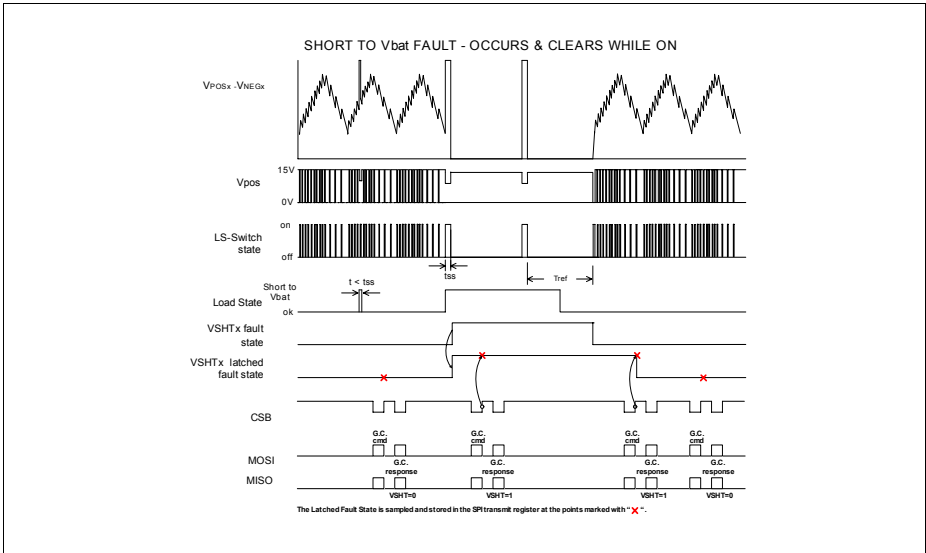 SHORT TO Vbat FAULT - OCCURS & CLEARS WHILE ON
VPOSx -VNEGx
15V
Vpos
0V
on
LS-Switch
state
off
tss
Tref
t < tss
Short to
Vbat
Load State
ok
VSHTx fault
state
VSHTx latched
fault state
CSB
G.C.
cmd
G.C.
cmd
G.C.
cmd
G.C.
cmd
MOSI
G.C.
response
G.C.
response
G.C.
response
G.C.
response
MISO
VSHT=0
VSHT=1
VSHT=1
VSHT=0
The Latched Fault State is sampled and stored in the SPI transmit register at the points marked with " × ".